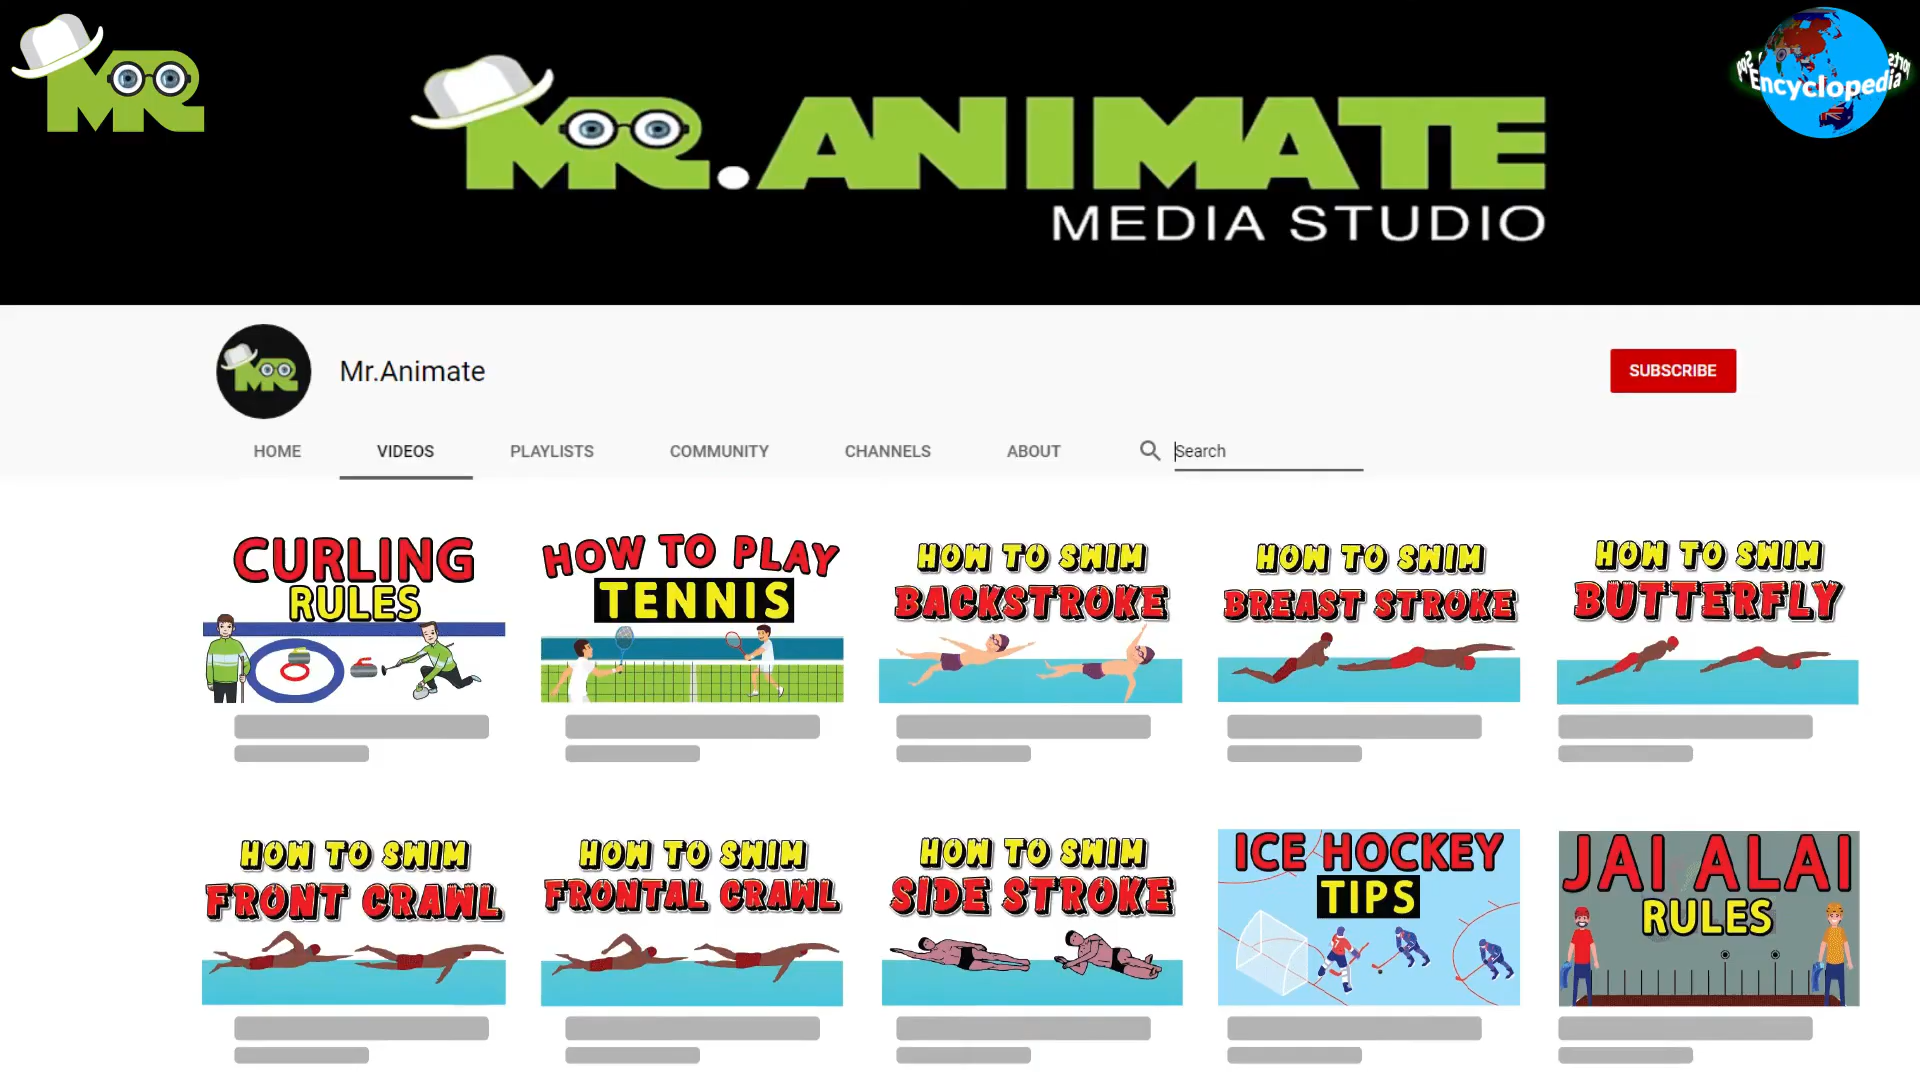 MR
MR.ANIMATE
MEDIA STUDIO
Encyclopedia
MR
Mr.Animate
SUBSCRIBE
HOME
VIDEOS
PLAYLISTS
COMMUNITY
CHANNELS
ABOUT
Search
CURLING
RULES
HOW TO PLAY
TENNIS
HOW TO SWIM
BACKSTROKE
HOW TO SWIM
BREAST STROKE
HOW TO SWIM
BUTTERFLY
HOW TO SWIM
FRONT CRAWL
HOW TO SWIM
FRONTAL CRAWL
HOW TO SWIM
SIDE STROKE
ICE HOCKEY
TIPS
JAI ALAI
RULES